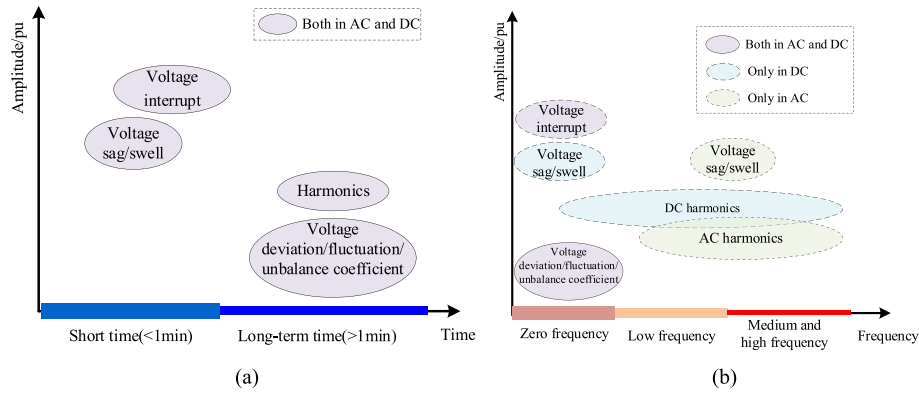 Amplitude/pu
Both in AC and DC
Voltage
interrupt
Voltage
sag/swell
Harmonics
Voltage
deviation/fluctuation/
unbalance coefficient
Short time(<1min)
Long-term time(>1min)
Time
(a)
Amplitude/pu
Both in AC and DC
Only in DC
Only in AC
Voltage
interrupt
Voltage
sag/swell
Voltage
sag/swell
DC harmonics
AC harmonics
Voltage
deviation/fluctuation/
unbalance coefficient
Zero frequency
Low frequency
Medium and
high frequency
Frequency
(b)